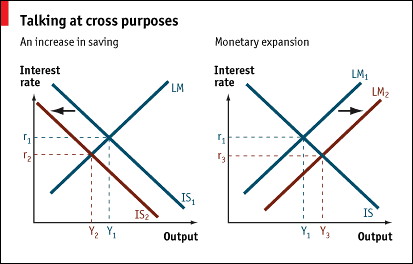 Talking at cross purposes
An increase in saving
Monetary expansion
Interest
rate
LM
r1
r2
IS1
IS2
Y2 Y1
Output
Interest
rate
LM1
LM2
r1
r3
IS
Y1 Y3
Output